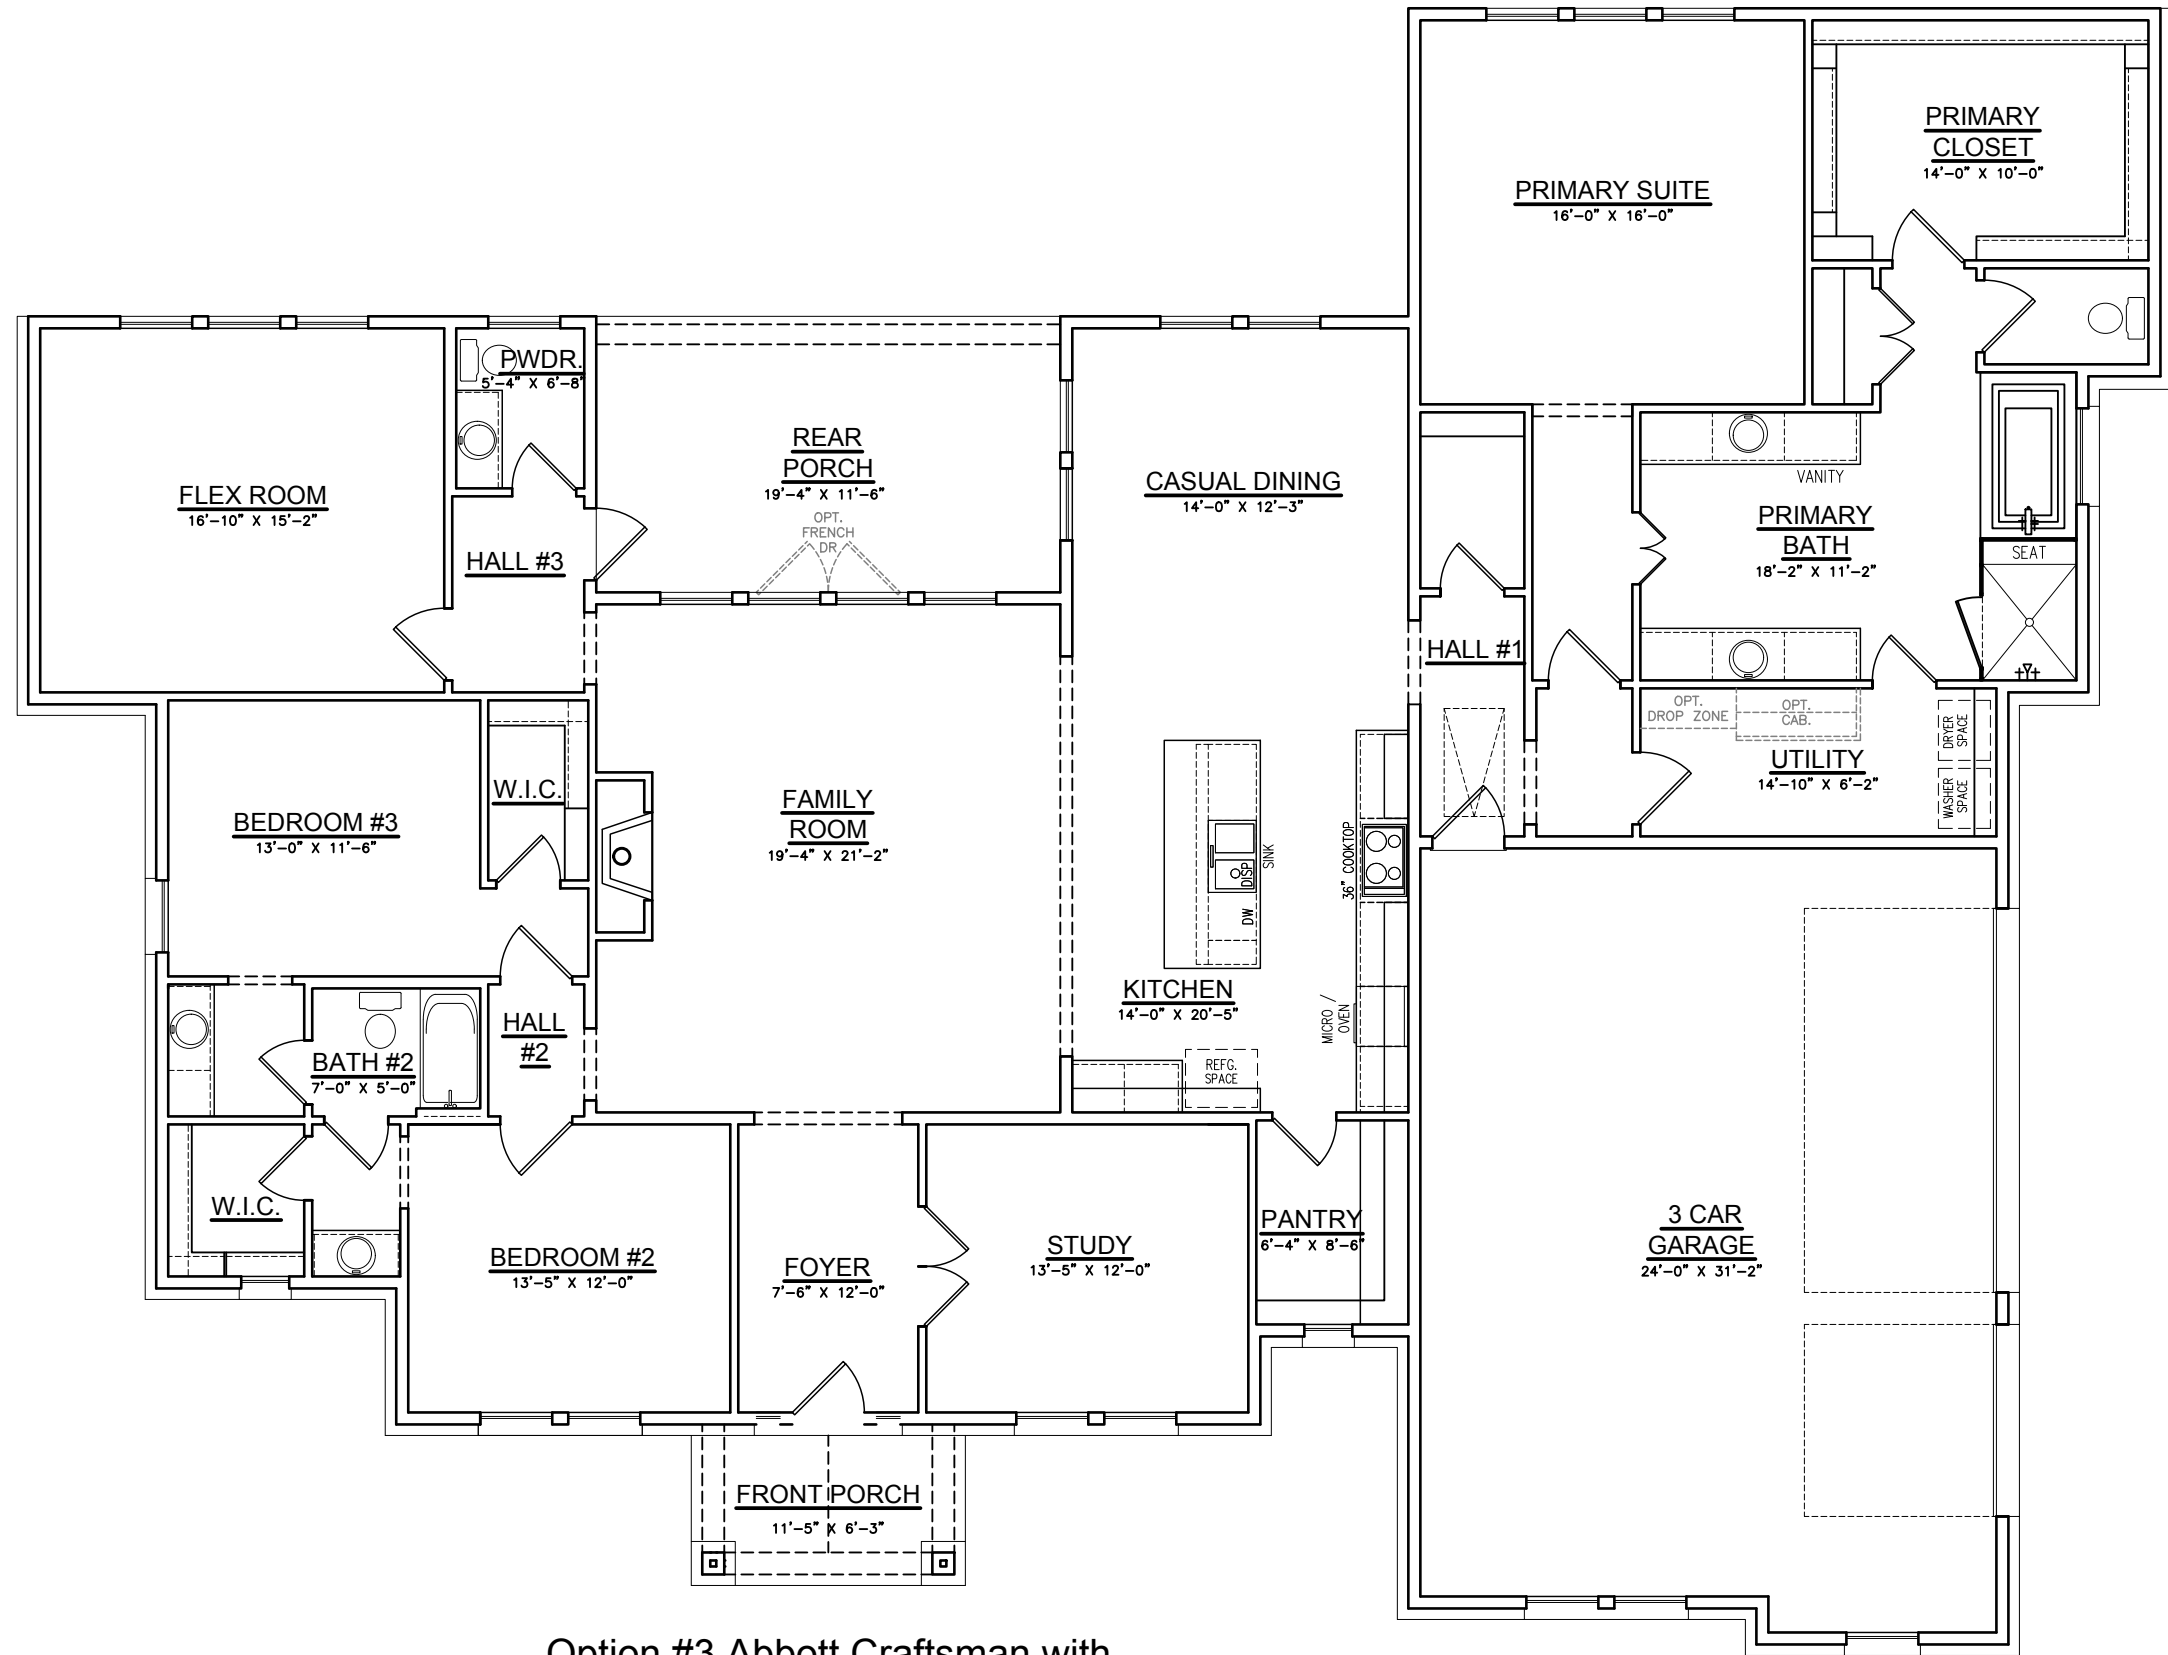 PRIMARY
CLOSET
14'-0" X 10'-0"
PRIMARY SUITE
16'-0" X 16'-0"
PWDR.
5'-4" X 6'-8"
REAR
PORCH
19'-4" X 11'-6"
OPT.
FRENCH
DR
CASUAL DINING
14'-0" X 12'-3"
FLEX ROOM
16'-10" X 15'-2"
HALL #3
VANITY
PRIMARY
BATH
18'-2" X 11'-2"
SEAT
HALL #1
OPT.
DROP ZONE
OPT.
CAB.
DRYER
SPACE
UTILITY
14'-10" X 6'-2"
WASHER
SPACE
W.I.C.
FAMILY
ROOM
19'-4" X 21'-2"
BEDROOM #3
13'-0" X 11'-6"
SINK
DISP
DW
36" COOKTOP
KITCHEN
14'-0" X 20'-5"
MICRO /
OVEN
REFG.
SPACE
HALL
#2
BATH #2
7'-0" X 5'-0"
W.I.C.
BEDROOM #2
13'-5" X 12'-0"
FOYER
7'-6" X 12'-0"
STUDY
13'-5" X 12'-0"
PANTRY
6'-4" X 8'-6"
3 CAR
GARAGE
24'-0" X 31'-2"
FRONT PORCH
11'-5" X 6'-3"
Option #3 Abbott Craftsman with